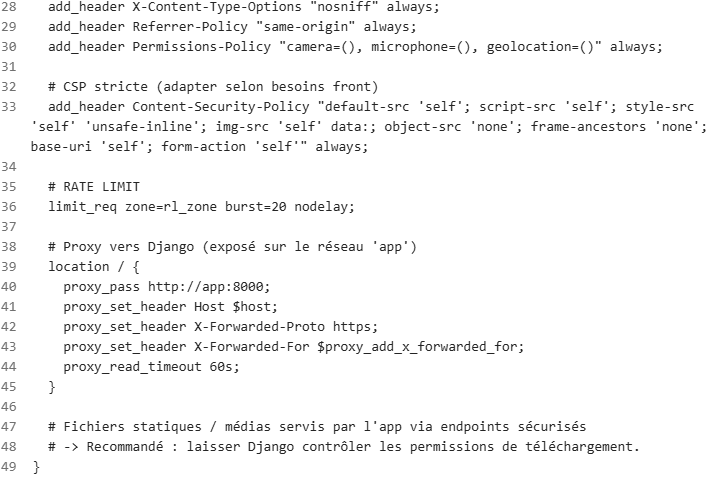 28 add_header X-Content-Type-Options "nosniff" always;
29 add_header Referrer-Policy "same-origin" always;
30 add_header Permissions-Policy "camera=(), microphone=(), geolocation=()" always;
31
32 # CSP stricte (adapter selon besoins front)
33 add_header Content-Security-Policy "default-src 'self'; script-src 'self'; style-src
'self' 'unsafe-inline'; img-src 'self' data:; object-src 'none'; frame-ancestors 'none';
base-uri 'self'; form-action 'self'" always;
34
35 # RATE LIMIT
36 limit_req zone=rl_zone burst=20 nodelay;
37
38 # Proxy vers Django (exposé sur le réseau 'app')
39 location / {
40 proxy_pass http://app:8000;
41 proxy_set_header Host $host;
42 proxy_set_header X-Forwarded-Proto https;
43 proxy_set_header X-Forwarded-For $proxy_add_x_forwarded_for;
44 proxy_read_timeout 60s;
45 }
46
47 # Fichiers statiques / médias servis par l'app via endpoints sécurisés
48 # -> Recommandé : laisser Django contrôler les permissions de téléchargement.
49 }